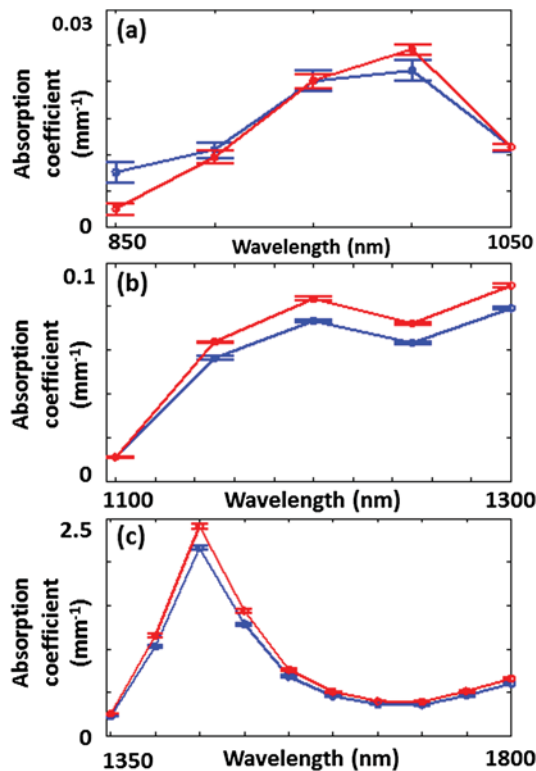 0.03
(a)
Absorption
coefficient
(mm⁻¹)
0
850
Wavelength (nm)
1050
0.1
(b)
Absorption
coefficient
(mm⁻¹)
0
1100
Wavelength (nm)
1300
2.5
(c)
Absorption
coefficient
(mm⁻¹)
0
1350
Wavelength (nm)
1800